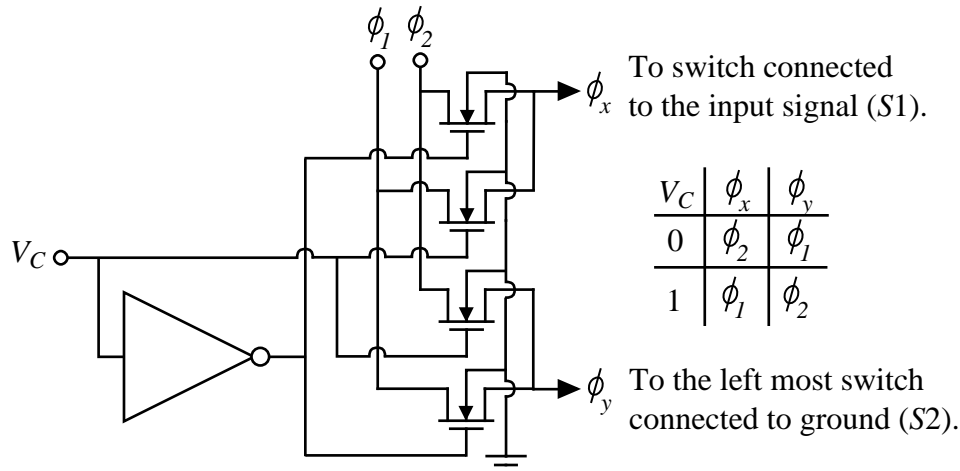 ϕ1 ϕ2
ϕx To switch connected
to the input signal (S1).
VC ϕx ϕy
0 ϕ2 ϕ1
1 ϕ1 ϕ2
VC
ϕy To the left most switch
connected to ground (S2).